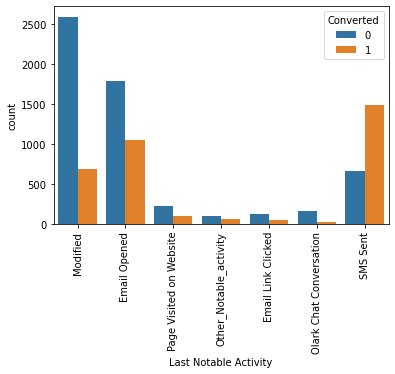 Converted
0
1
2500
2000
1500
1000
500
0
count
Modified
Email Opened
Page Visited on Website
Other_Notable_activity
Email Link Clicked
Olark Chat Conversation
SMS Sent
Last Notable Activity